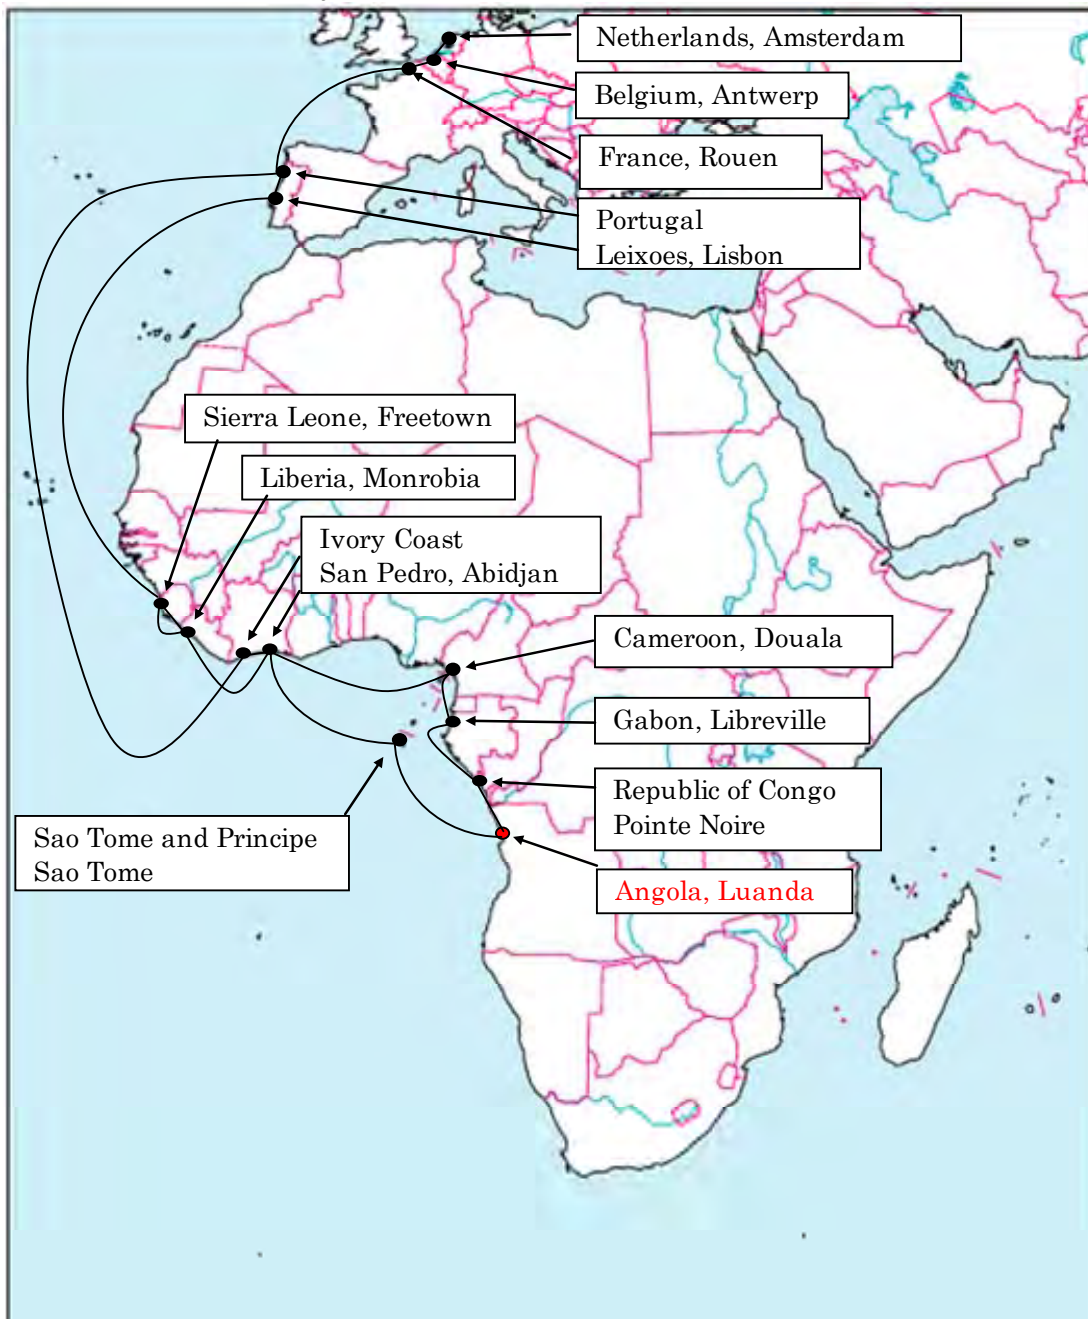 Netherlands, Amsterdam
Belgium, Antwerp
France, Rouen
Portugal
Leixoes, Lisbon
Sierra Leone, Freetown
Liberia, Monrobia
Ivory Coast
San Pedro, Abidjan
Cameroon, Douala
Gabon, Libreville
Republic of Congo
Pointe Noire
Sao Tome and Principe
Sao Tome
Angola, Luanda